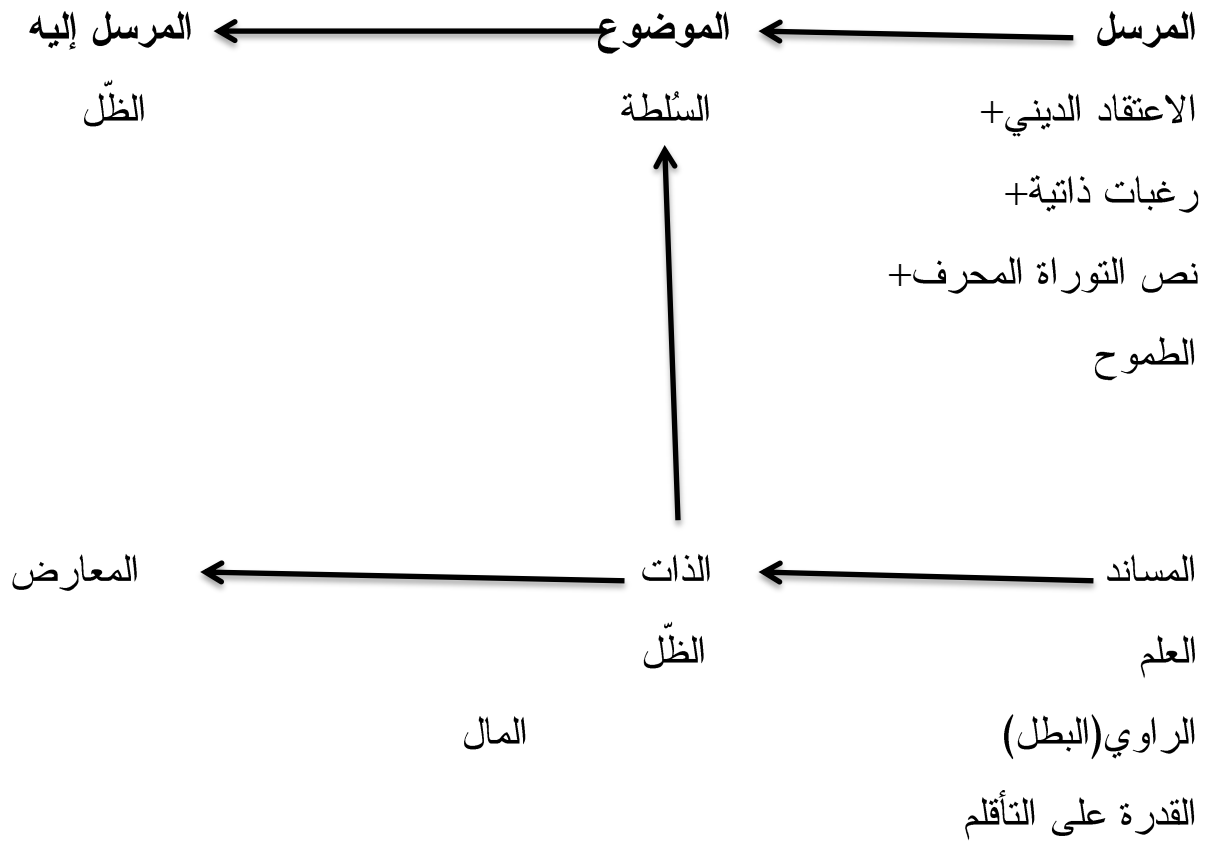 المرسل الموضوع المرسل إليه
الاعتقاد الديني+ السُلطة الظّل
رغبات ذاتية+
نص التوراة المحرف+
الطموح
المساند الذات المعارض
العلم الظّل
الراوي(البطل) المال
القدرة على التأقلم